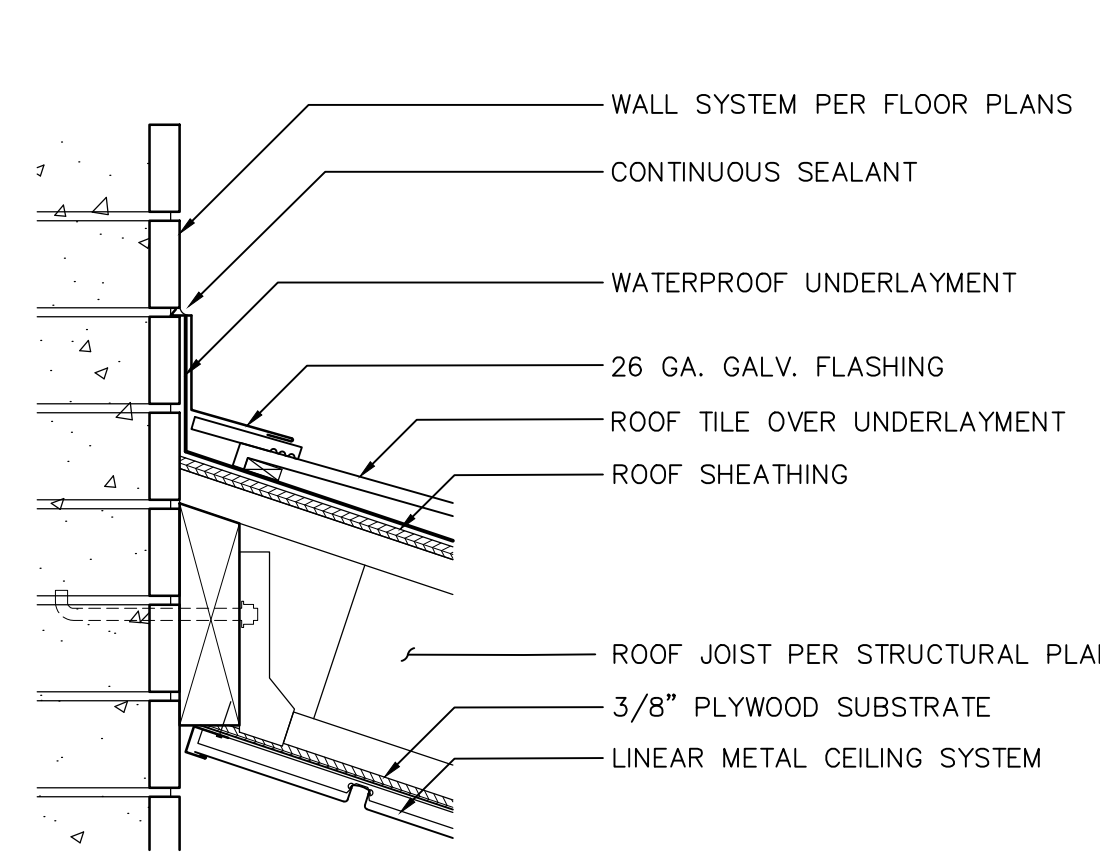 WALL SYSTEM PER FLOOR PLANS
CONTINUOUS SEALANT
WATERPROOF UNDERLAYMENT
26 GA. GALV. FLASHING
ROOF TILE OVER UNDERLAYMENT
ROOF SHEATHING
ROOF JOIST PER STRUCTURAL
3/8” PLYWOOD SUBSTRATE
LINEAR METAL CEILING SYSTEM